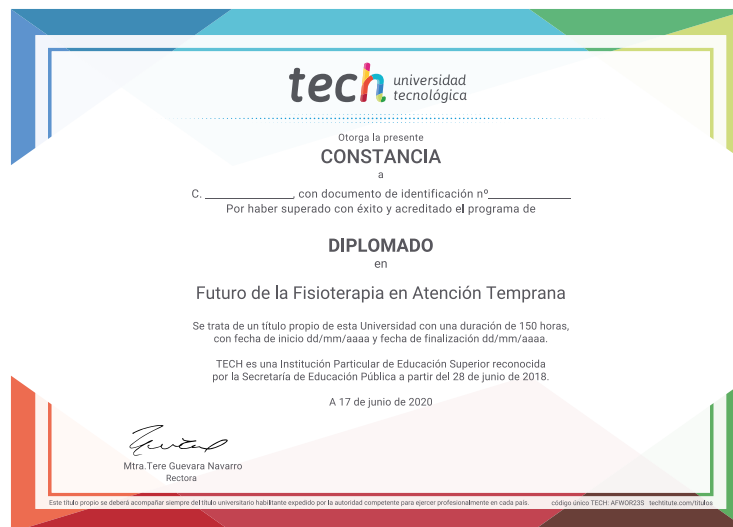 tech universidad
tecnológica
Otorga la presente
CONSTANCIA
a
C. ______________, con documento de identificación nº______________
Por haber superado con éxito y acreditado el programa de
DIPLOMADO
en
Futuro de la Fisioterapia en Atención Temprana
Se trata de un título propio de esta Universidad con una duración de 150 horas,
con fecha de inicio dd/mm/aaaa y fecha de finalización dd/mm/aaaa.
TECH es una Institución Particular de Educación Superior reconocida
por la Secretaría de Educación Pública a partir del 28 de junio de 2018.
A 17 de junio de 2020
Mtra.Tere Guevara Navarro
Rectora
Este título propio se deberá acompañar siempre del título universitario habilitante expedido por la autoridad competente para ejercer profesionalmente en cada país. código único TECH: AFWOR23S techtitute.com/titulos